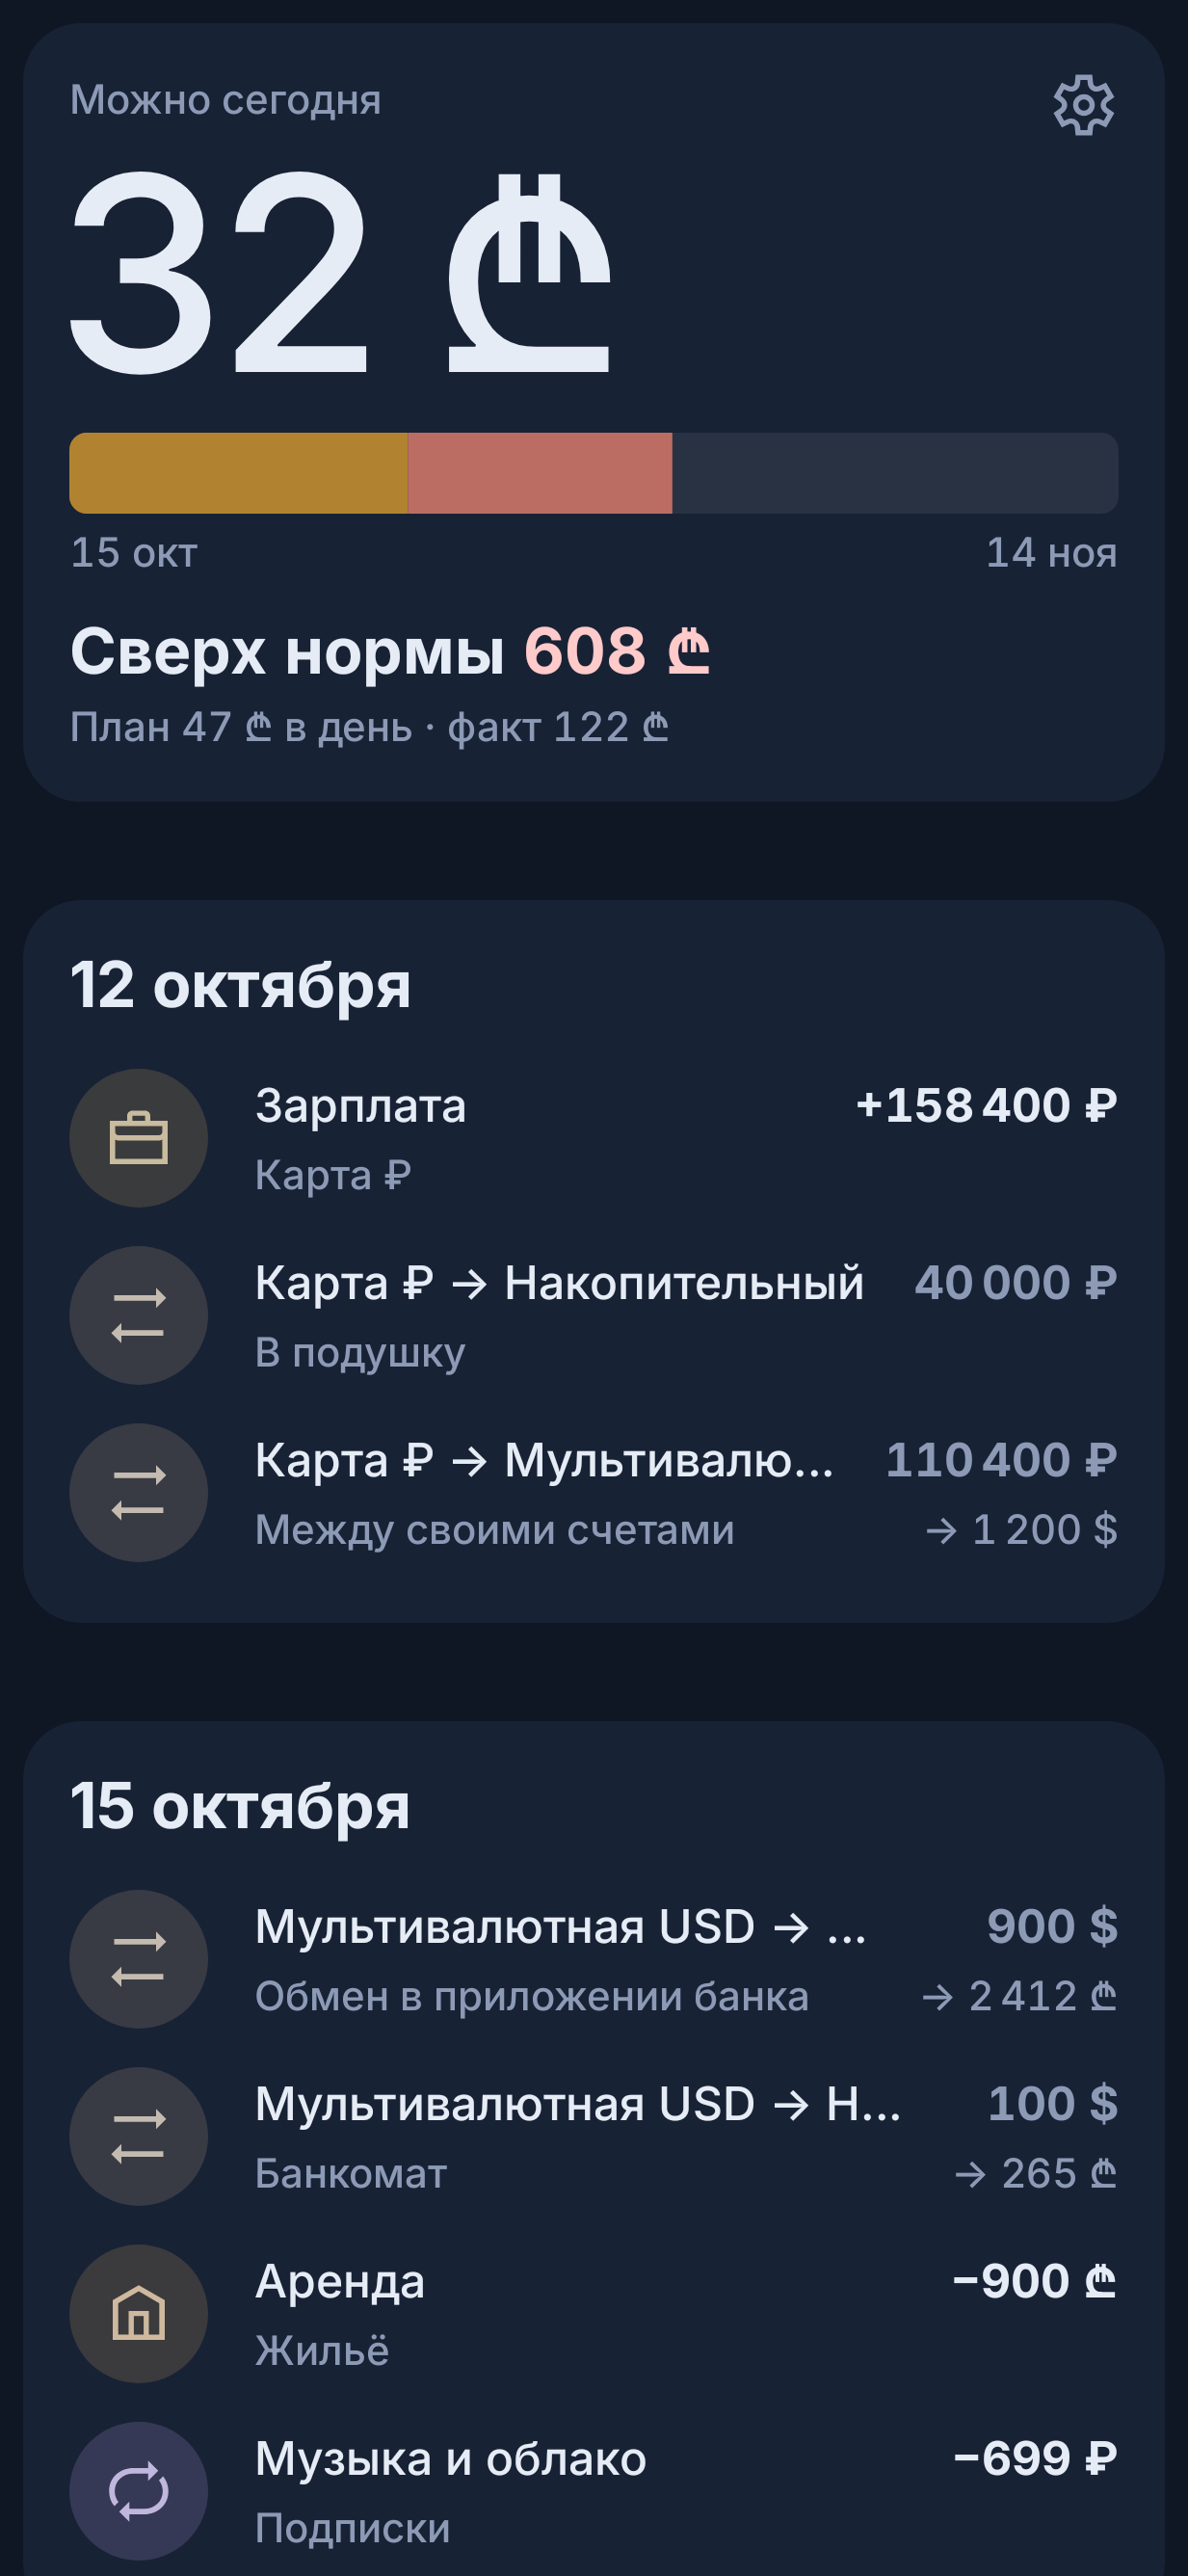 Можно сегодня
32 ₾
15 окт 14 ноя
Сверх нормы 608 ₾
План 47 ₾ в день · факт 122 ₾
12 октября
Зарплата +158 400 ₽
Карта ₽
Карта ₽ → Накопительный 40 000 ₽
В подушку
Карта ₽ → Мультивалю... 110 400 ₽
Между своими счетами → 1 200 $
15 октября
Мультивалютная USD → ... 900 $
Обмен в приложении банка → 2 412 ₾
Мультивалютная USD → Н... 100 $
Банкомат → 265 ₾
Аренда −900 ₾
Жильё
Музыка и облако −699 ₽
Подписки